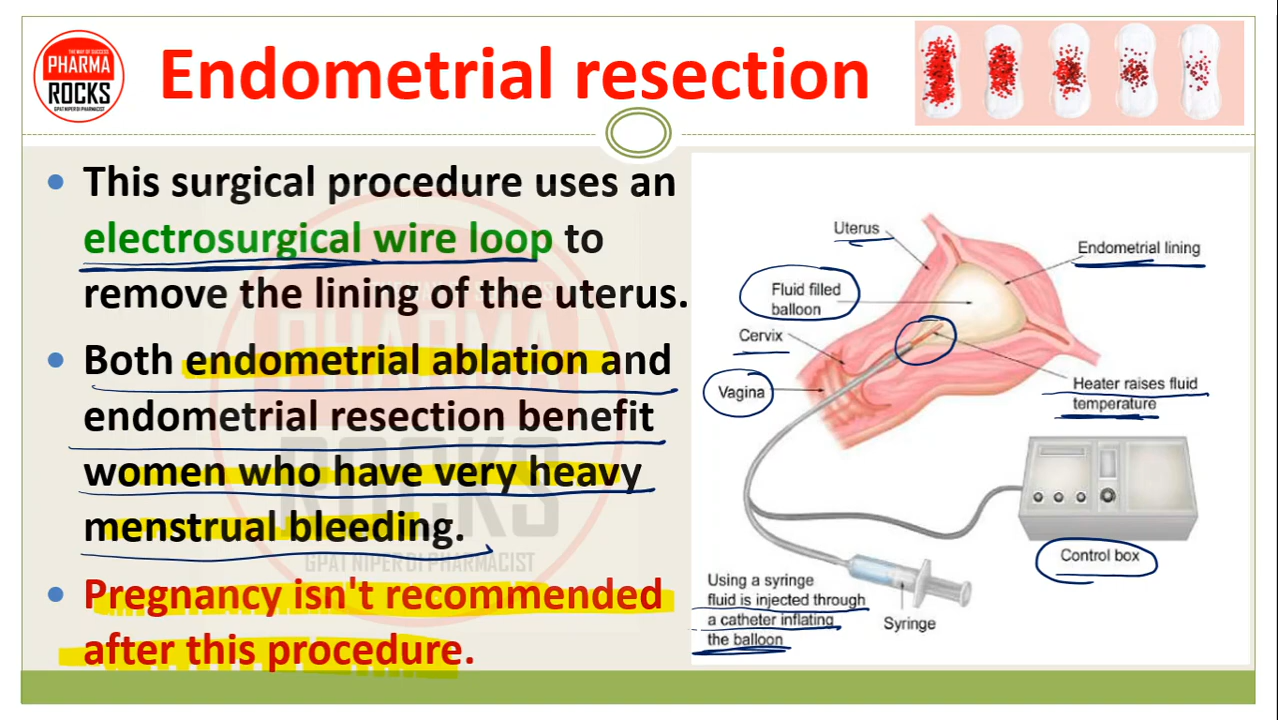 THE WAY OF SUCCESS
PHARMA
ROCKS
GPAT NIPER DI PHARMACIST
Endometrial resection
• This surgical procedure uses an
electrosurgical wire loop to
remove the lining of the uterus.
• Both endometrial ablation and
endometrial resection benefit
women who have very heavy
menstrual bleeding.
• Pregnancy isn't recommended
after this procedure.
PHARMA
ROCKS
GPAT NIPER DI PHARMACIST
Uterus
Endometrial lining
Fluid filled
balloon
Cervix
Vagina
Heater raises fluid
temperature
Control box
Using a syringe
fluid is injected through
a catheter inflating
the balloon
Syringe